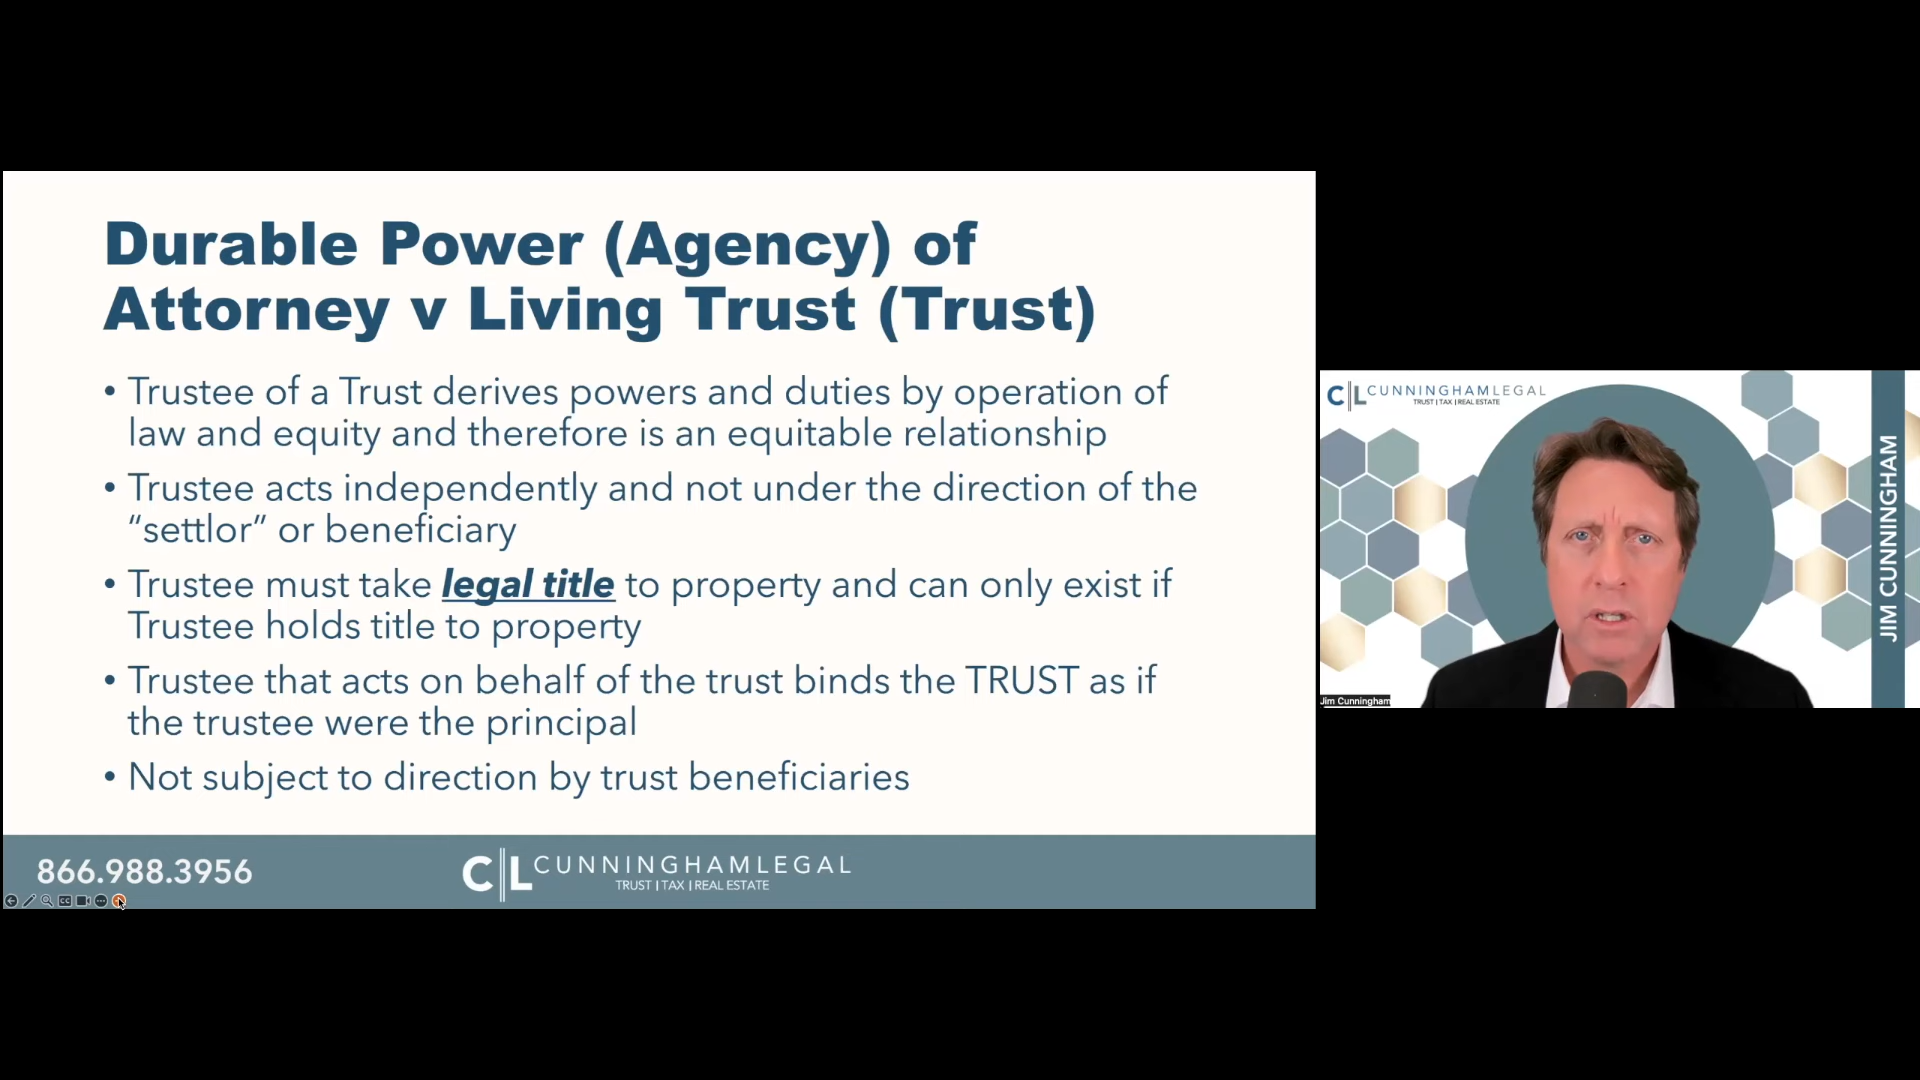 Durable Power (Agency) of
Attorney v Living Trust (Trust)
• Trustee of a Trust derives powers and duties by operation of
law and equity and therefore is an equitable relationship
• Trustee acts independently and not under the direction of the
“settlor” or beneficiary
• Trustee must take legal title to property and can only exist if
Trustee holds title to property
• Trustee that acts on behalf of the trust binds the TRUST as if
the trustee were the principal
• Not subject to direction by trust beneficiaries
866.988.3956
CL CUNNINGHAMLEGAL
TRUST | TAX | REAL ESTATE
CC
CL CUNNINGHAMLEGAL
TRUST | TAX | REAL ESTATE
JIM CUNNINGHAM
Jim Cunningham